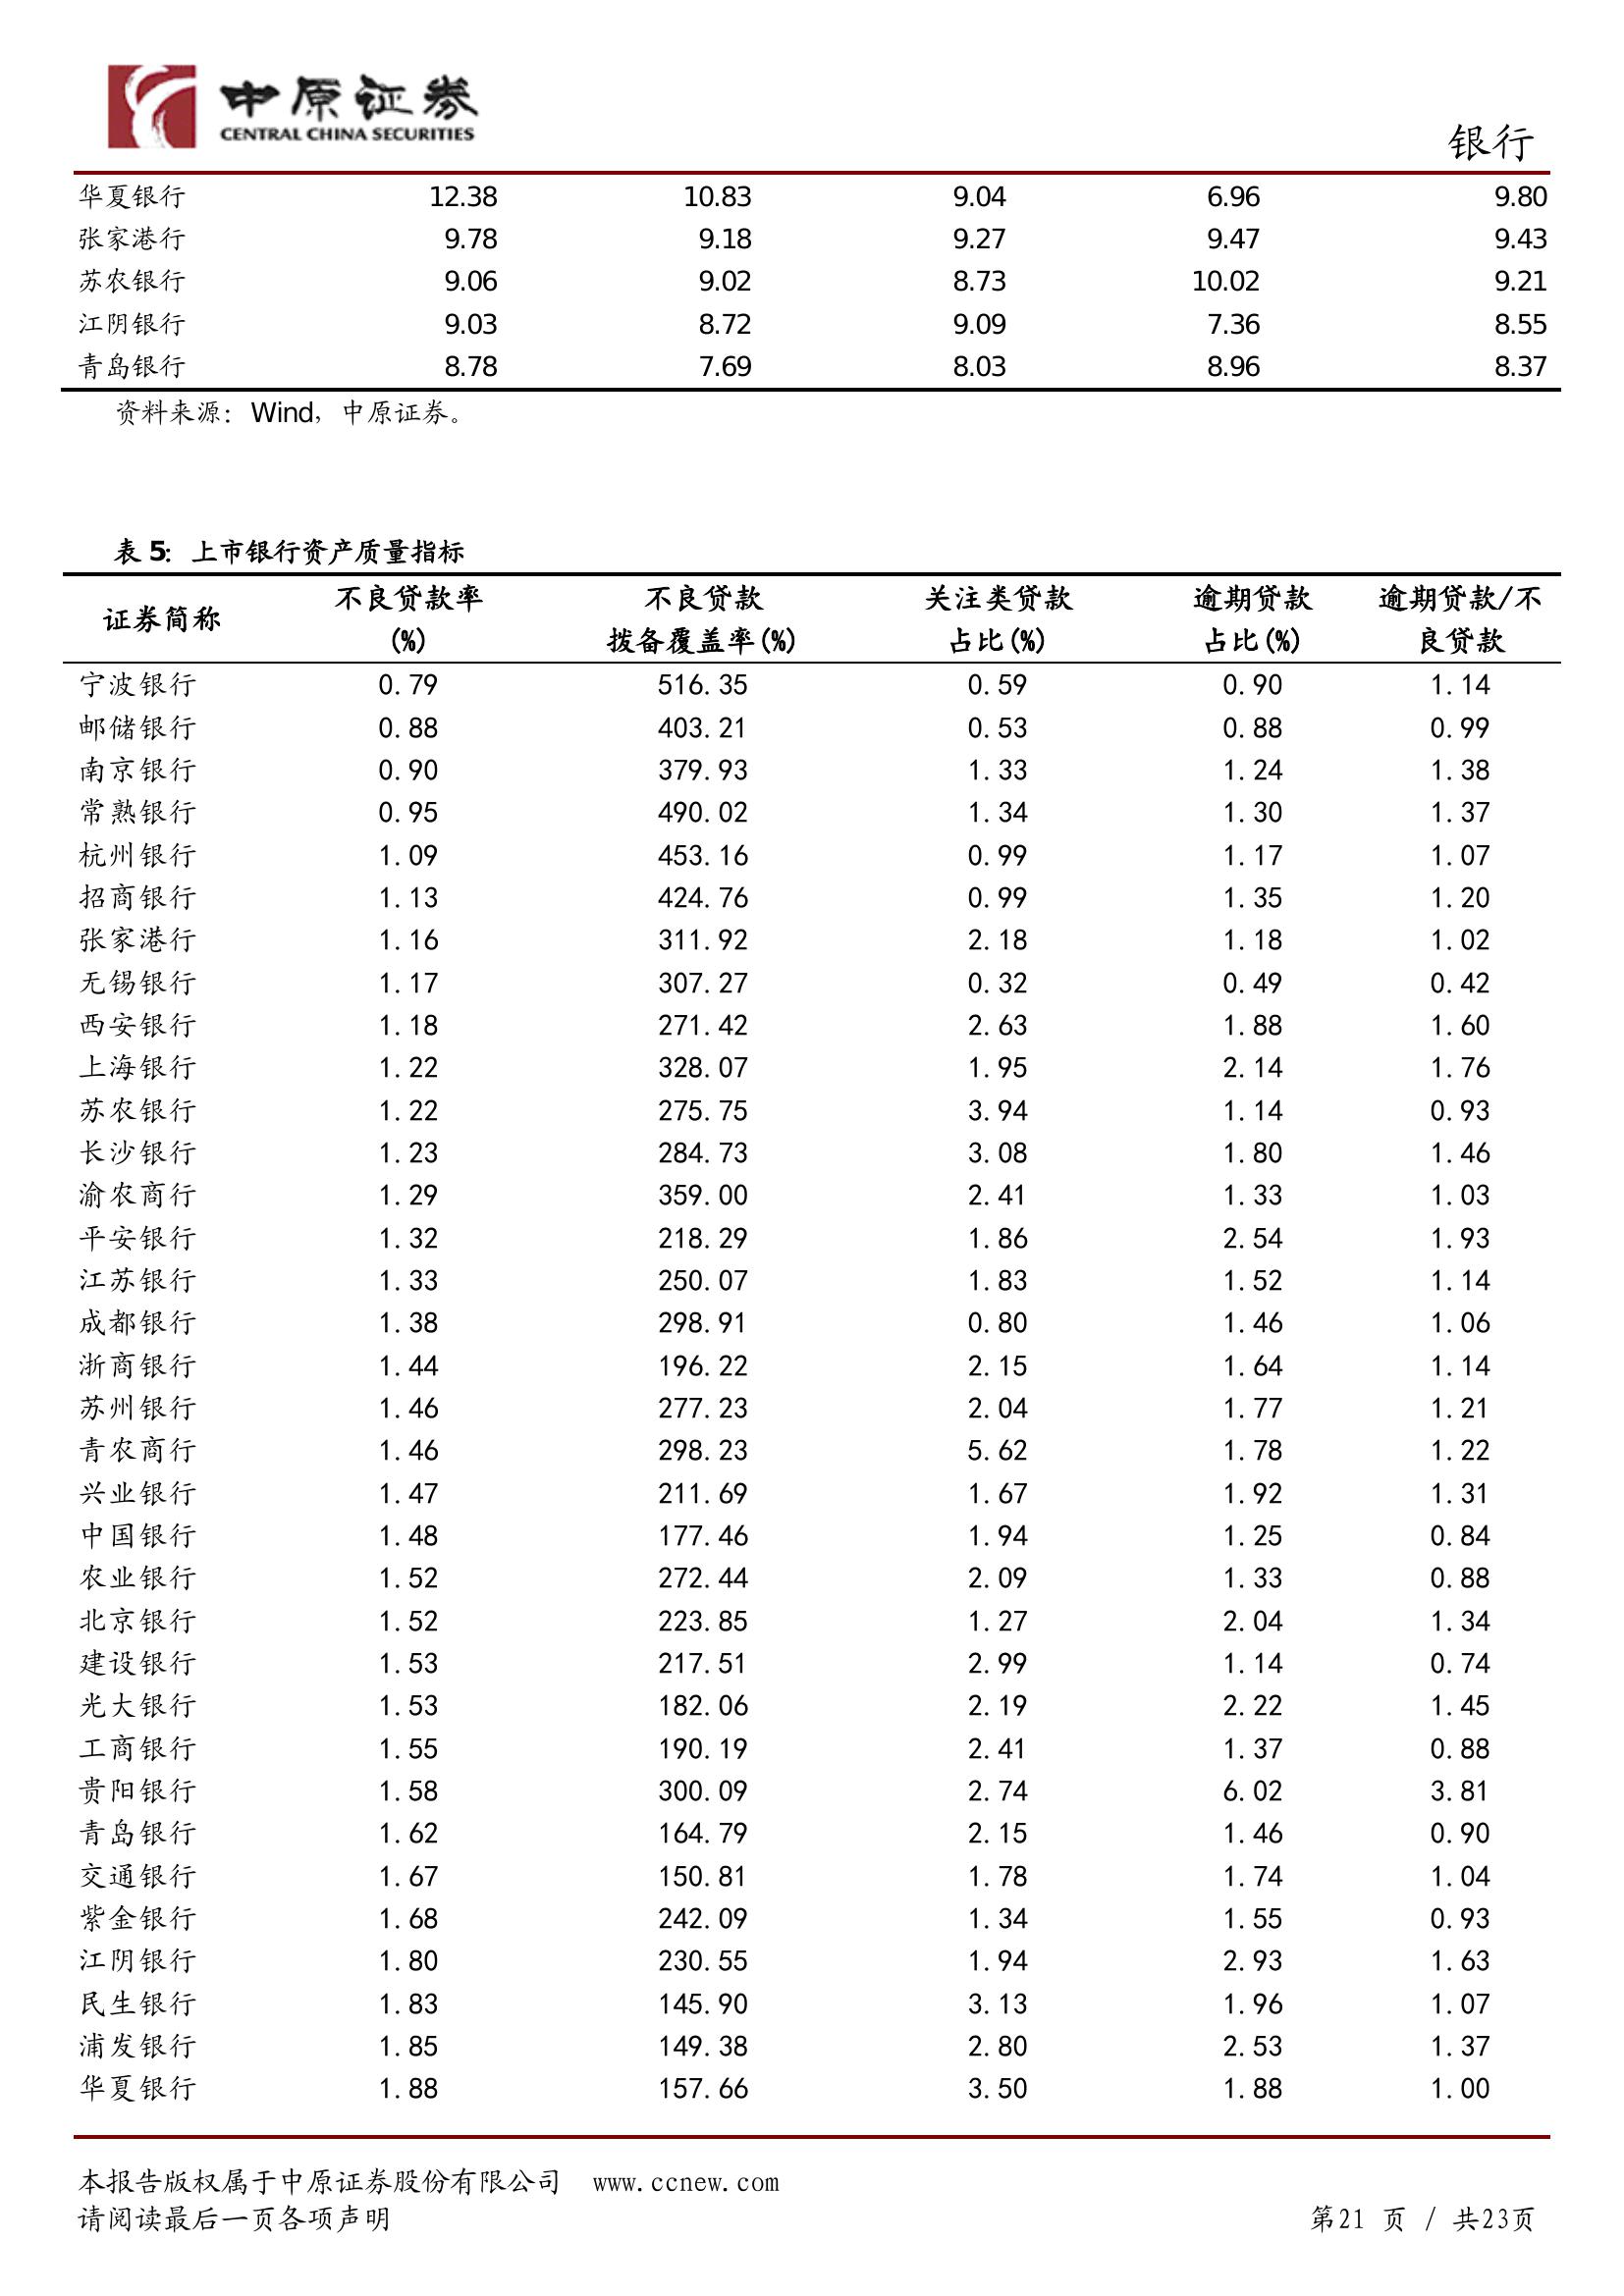 中原证券
CENTRAL CHINA SECURITIES
银行
华夏银行 12.38 10.83 9.04 6.96 9.80
张家港行 9.78 9.18 9.27 9.47 9.43
苏农银行 9.06 9.02 8.73 10.02 9.21
江阴银行 9.03 8.72 9.09 7.36 8.55
青岛银行 8.78 7.69 8.03 8.96 8.37
资料来源：Wind，中原证券。
表 5：上市银行资产质量指标
证券简称 不良贷款率(%) 不良贷款拨备覆盖率(%) 关注类贷款占比(%) 逾期贷款占比(%) 逾期贷款/不良贷款
宁波银行 0.79 516.35 0.59 0.90 1.14
邮储银行 0.88 403.21 0.53 0.88 0.99
南京银行 0.90 379.93 1.33 1.24 1.38
常熟银行 0.95 490.02 1.34 1.30 1.37
杭州银行 1.09 453.16 0.99 1.17 1.07
招商银行 1.13 424.76 0.99 1.35 1.20
张家港行 1.16 311.92 2.18 1.18 1.02
无锡银行 1.17 307.27 0.32 0.49 0.42
西安银行 1.18 271.42 2.63 1.88 1.60
上海银行 1.22 328.07 1.95 2.14 1.76
苏农银行 1.22 275.75 3.94 1.14 0.93
长沙银行 1.23 284.73 3.08 1.80 1.46
渝农商行 1.29 359.00 2.41 1.33 1.03
平安银行 1.32 218.29 1.86 2.54 1.93
江苏银行 1.33 250.07 1.83 1.52 1.14
成都银行 1.38 298.91 0.80 1.46 1.06
浙商银行 1.44 196.22 2.15 1.64 1.14
苏州银行 1.46 277.23 2.04 1.77 1.21
青农商行 1.46 298.23 5.62 1.78 1.22
兴业银行 1.47 211.69 1.67 1.92 1.31
中国银行 1.48 177.46 1.94 1.25 0.84
农业银行 1.52 272.44 2.09 1.33 0.88
北京银行 1.52 223.85 1.27 2.04 1.34
建设银行 1.53 217.51 2.99 1.14 0.74
光大银行 1.53 182.06 2.19 2.22 1.45
工商银行 1.55 190.19 2.41 1.37 0.88
贵阳银行 1.58 300.09 2.74 6.02 3.81
青岛银行 1.62 164.79 2.15 1.46 0.90
交通银行 1.67 150.81 1.78 1.74 1.04
紫金银行 1.68 242.09 1.34 1.55 0.93
江阴银行 1.80 230.55 1.94 2.93 1.63
民生银行 1.83 145.90 3.13 1.96 1.07
浦发银行 1.85 149.38 2.80 2.53 1.37
华夏银行 1.88 157.66 3.50 1.88 1.00
本报告版权属于中原证券股份有限公司 www.ccnew.com
请阅读最后一页各项声明 第21 页 / 共23页